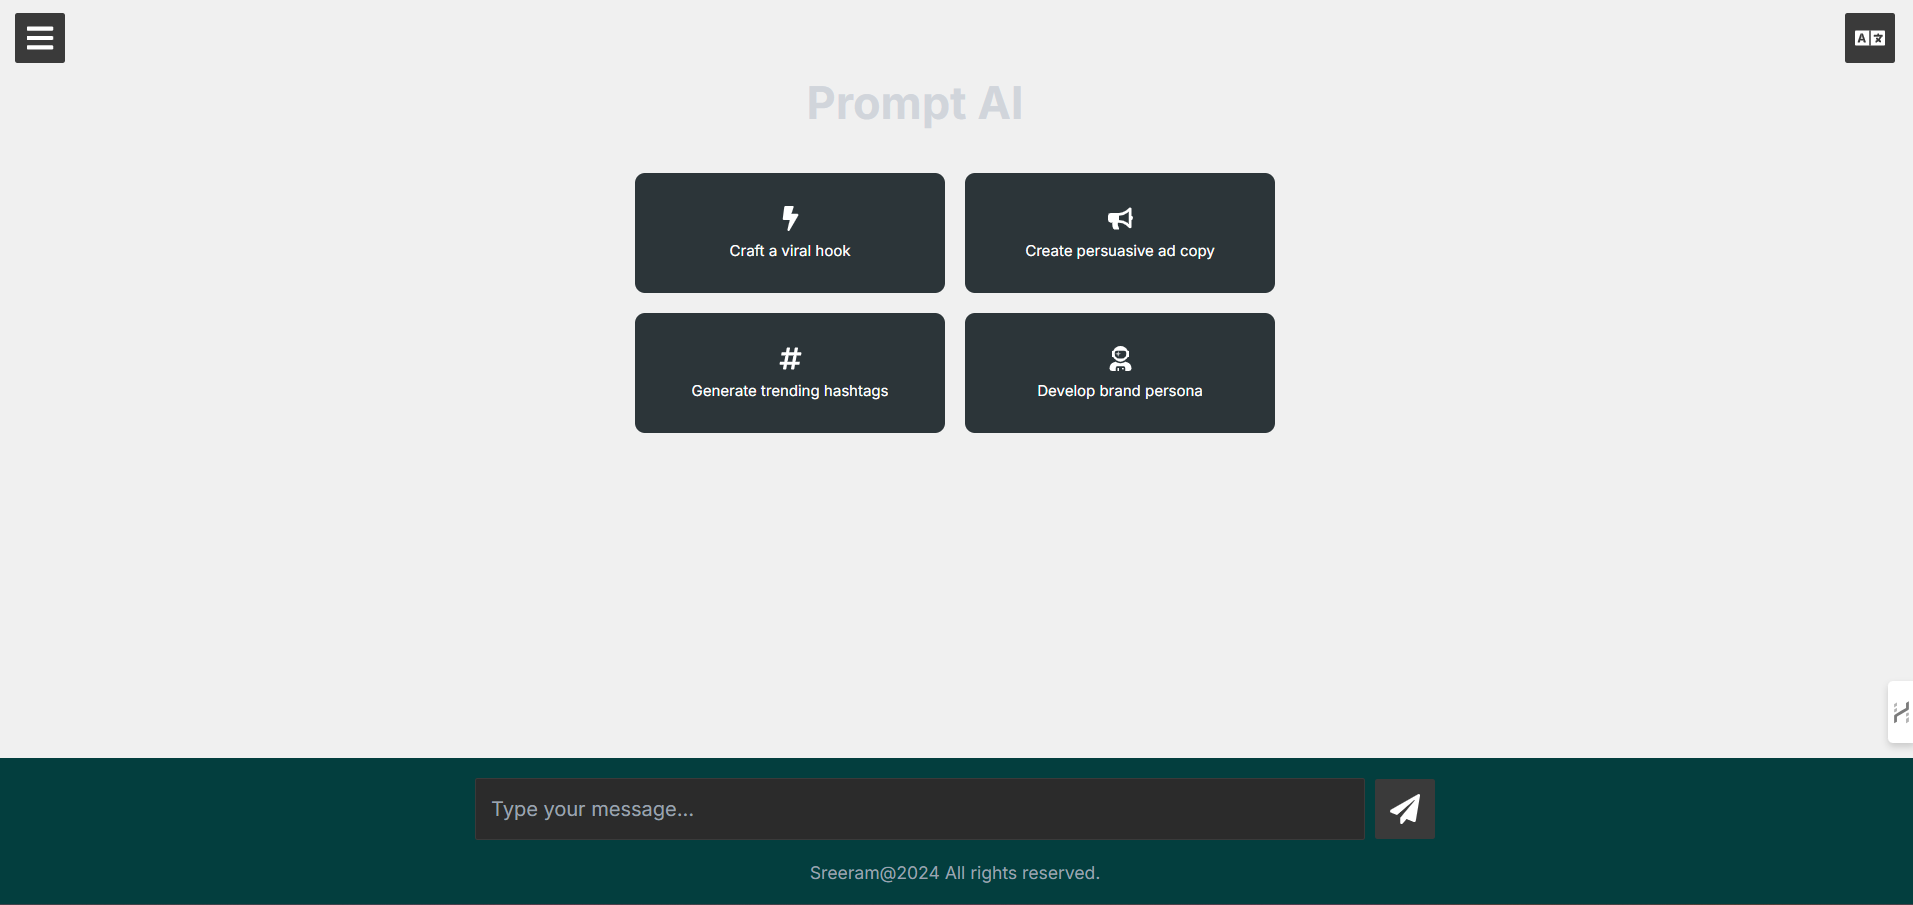 Prompt AI
Craft a viral hook
Create persuasive ad copy
Generate trending hashtags
Develop brand persona
Type your message...
Sreeram@2024 All rights reserved.